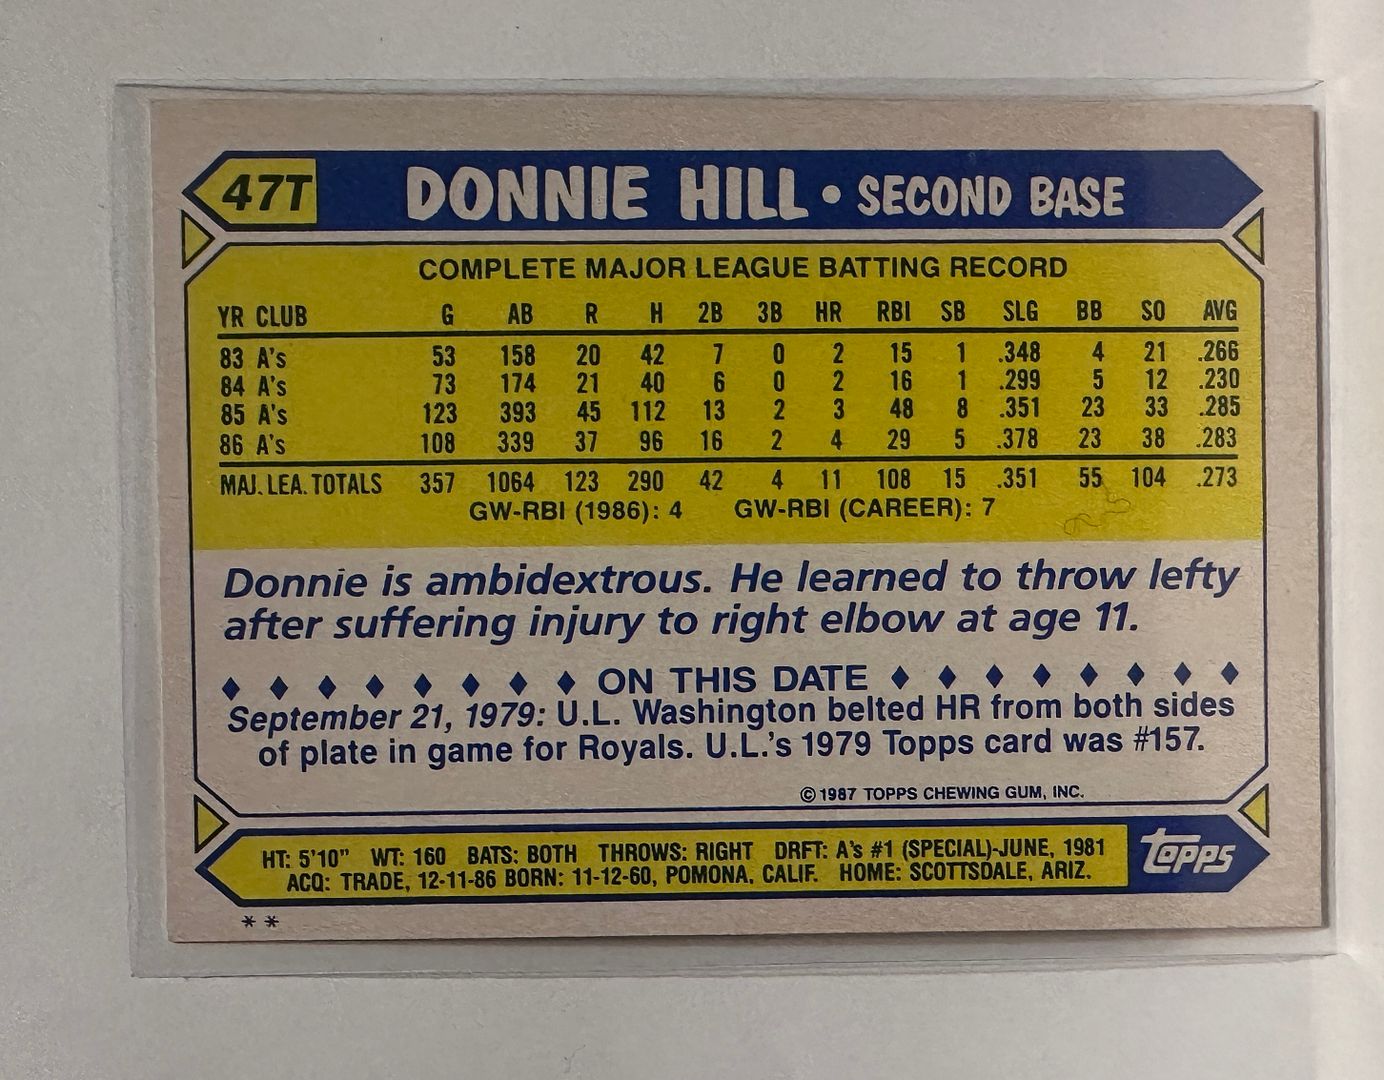 47T DONNIE HILL • SECOND BASE
COMPLETE MAJOR LEAGUE BATTING RECORD
YR CLUB G AB R H 2B 3B HR RBI SB SLG BB SO AVG
83 A's 53 158 20 42 7 0 2 15 1 .348 4 21 .266
84 A's 73 174 21 40 6 0 2 16 1 .299 5 12 .230
85 A's 123 393 45 112 13 2 3 48 8 .351 23 33 .285
86 A's 108 339 37 96 16 2 4 29 5 .378 23 38 .283
MAJ. LEA. TOTALS 357 1064 123 290 42 4 11 108 15 .351 55 104 .273
GW-RBI (1986): 4 GW-RBI (CAREER): 7
Donnie is ambidextrous. He learned to throw lefty
after suffering injury to right elbow at age 11.
♦ ♦ ♦ ♦ ♦ ♦ ♦ ♦ ON THIS DATE ♦ ♦ ♦ ♦ ♦ ♦ ♦ ♦
September 21, 1979: U.L. Washington belted HR from both sides
of plate in game for Royals. U.L.'s 1979 Topps card was #157.
© 1987 TOPPS CHEWING GUM, INC.
HT: 5'10" WT: 160 BATS: BOTH THROWS: RIGHT DRFT: A's #1 (SPECIAL)-JUNE, 1981
ACQ: TRADE, 12-11-86 BORN: 11-12-60, POMONA, CALIF. HOME: SCOTTSDALE, ARIZ.
topps
**